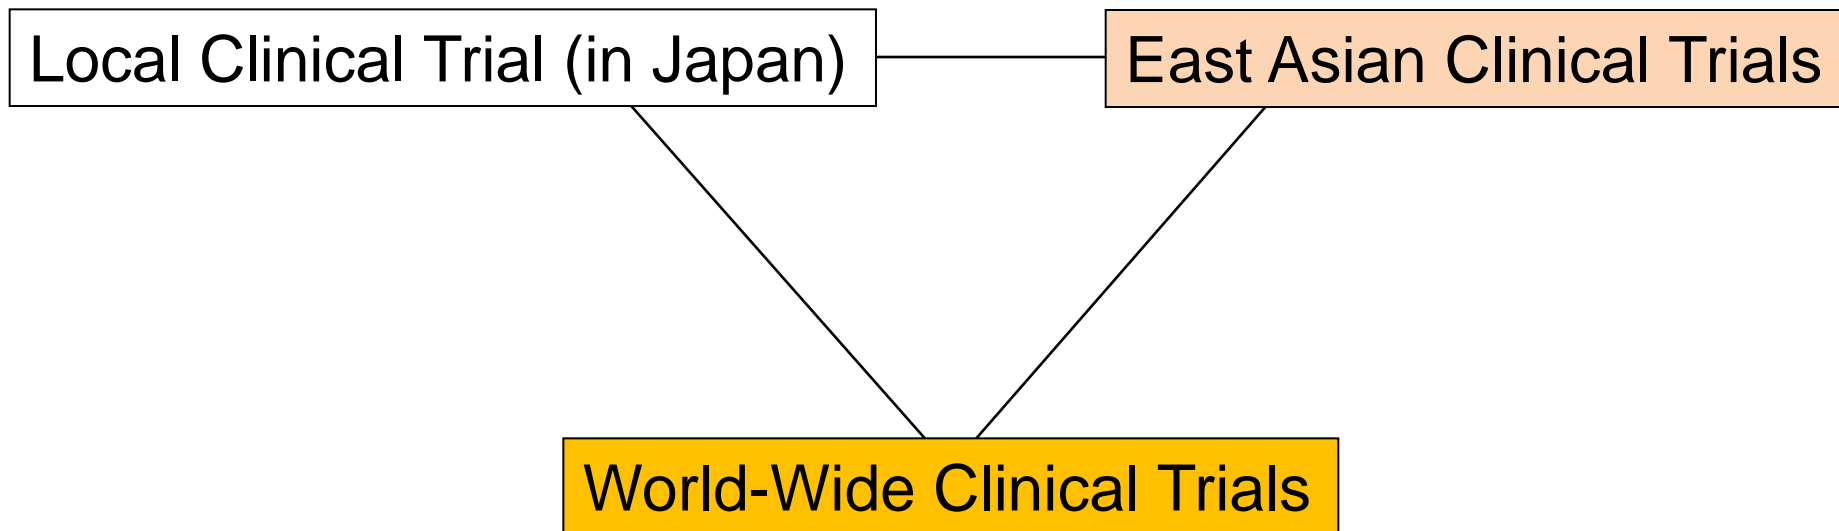 Local Clinical Trial (in Japan)
East Asian Clinical Trials
World-Wide Clinical Trials